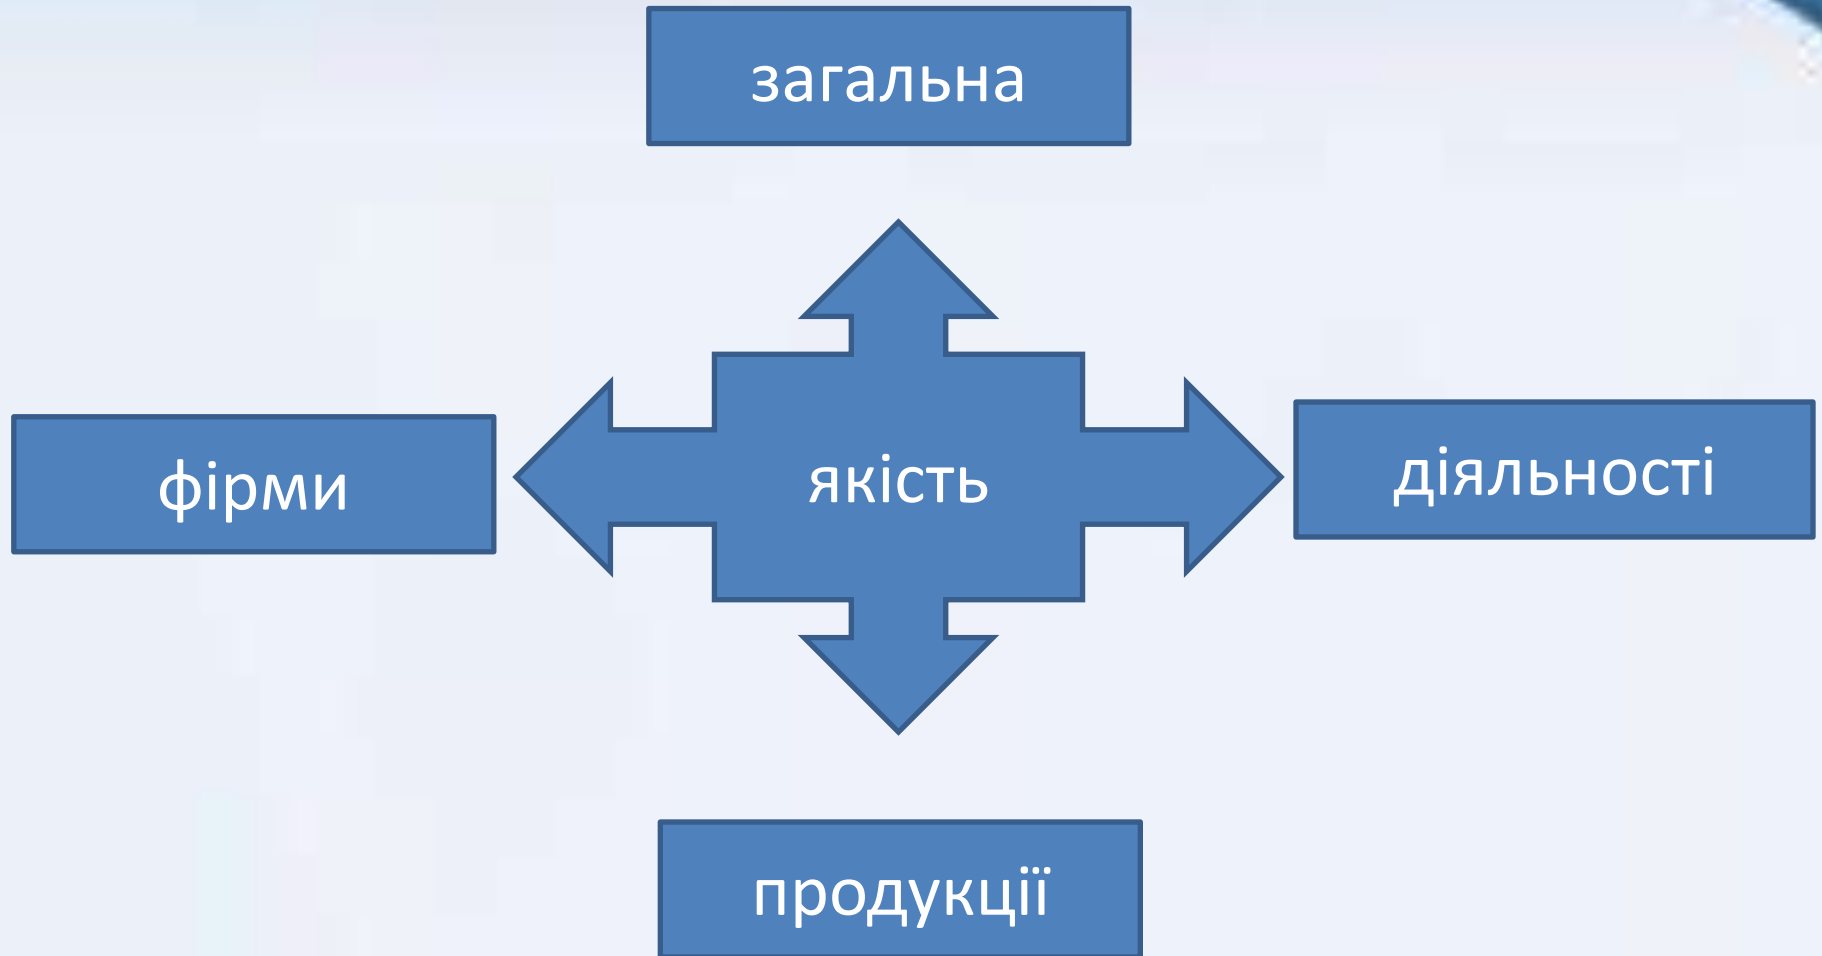 загальна
фірми
якість
діяльності
продукції